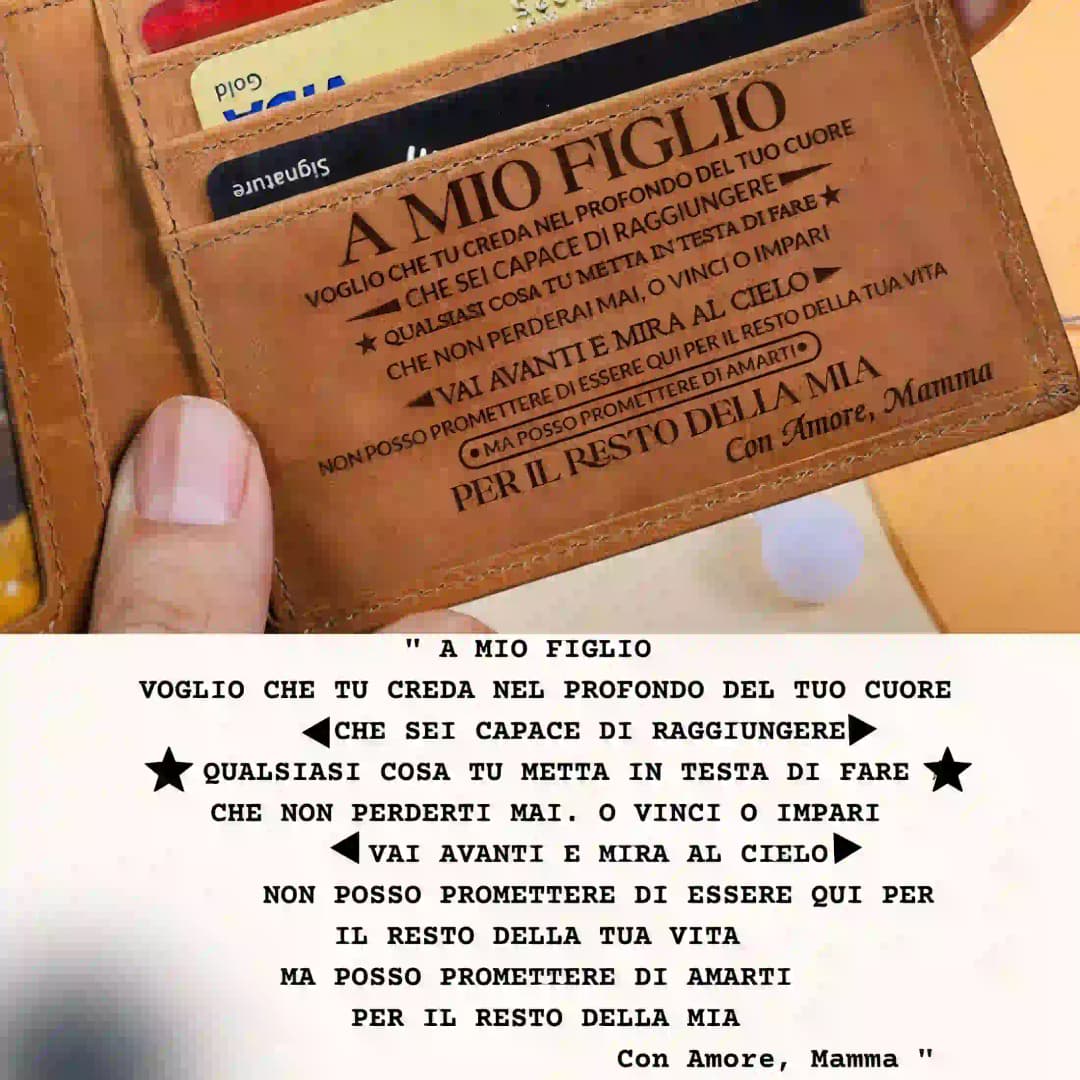 Gold
VISA
Signature
A MIO FIGLIO
VOGLIO CHE TU CREDA NEL PROFONDO DEL TUO CUORE
CHE SEI CAPACE DI RAGGIUNGERE
★ QUALSIASI COSA TU METTA IN TESTA DI FARE ★
CHE NON PERDERAI MAI, O VINCI O IMPARI
◀VAI AVANTI E MIRA AL CIELO▶
NON POSSO PROMETTERE DI ESSERE QUI PER IL RESTO DELLA TUA VITA
•MA POSSO PROMETTERE DI AMARTI•
PER IL RESTO DELLA MIA
Con Amore, Mamma
" A MIO FIGLIO
VOGLIO CHE TU CREDA NEL PROFONDO DEL TUO CUORE
◀CHE SEI CAPACE DI RAGGIUNGERE▶
★ QUALSIASI COSA TU METTA IN TESTA DI FARE ★
CHE NON PERDERTI MAI. O VINCI O IMPARI
◀VAI AVANTI E MIRA AL CIELO▶
NON POSSO PROMETTERE DI ESSERE QUI PER
IL RESTO DELLA TUA VITA
MA POSSO PROMETTERE DI AMARTI
PER IL RESTO DELLA MIA
Con Amore, Mamma "